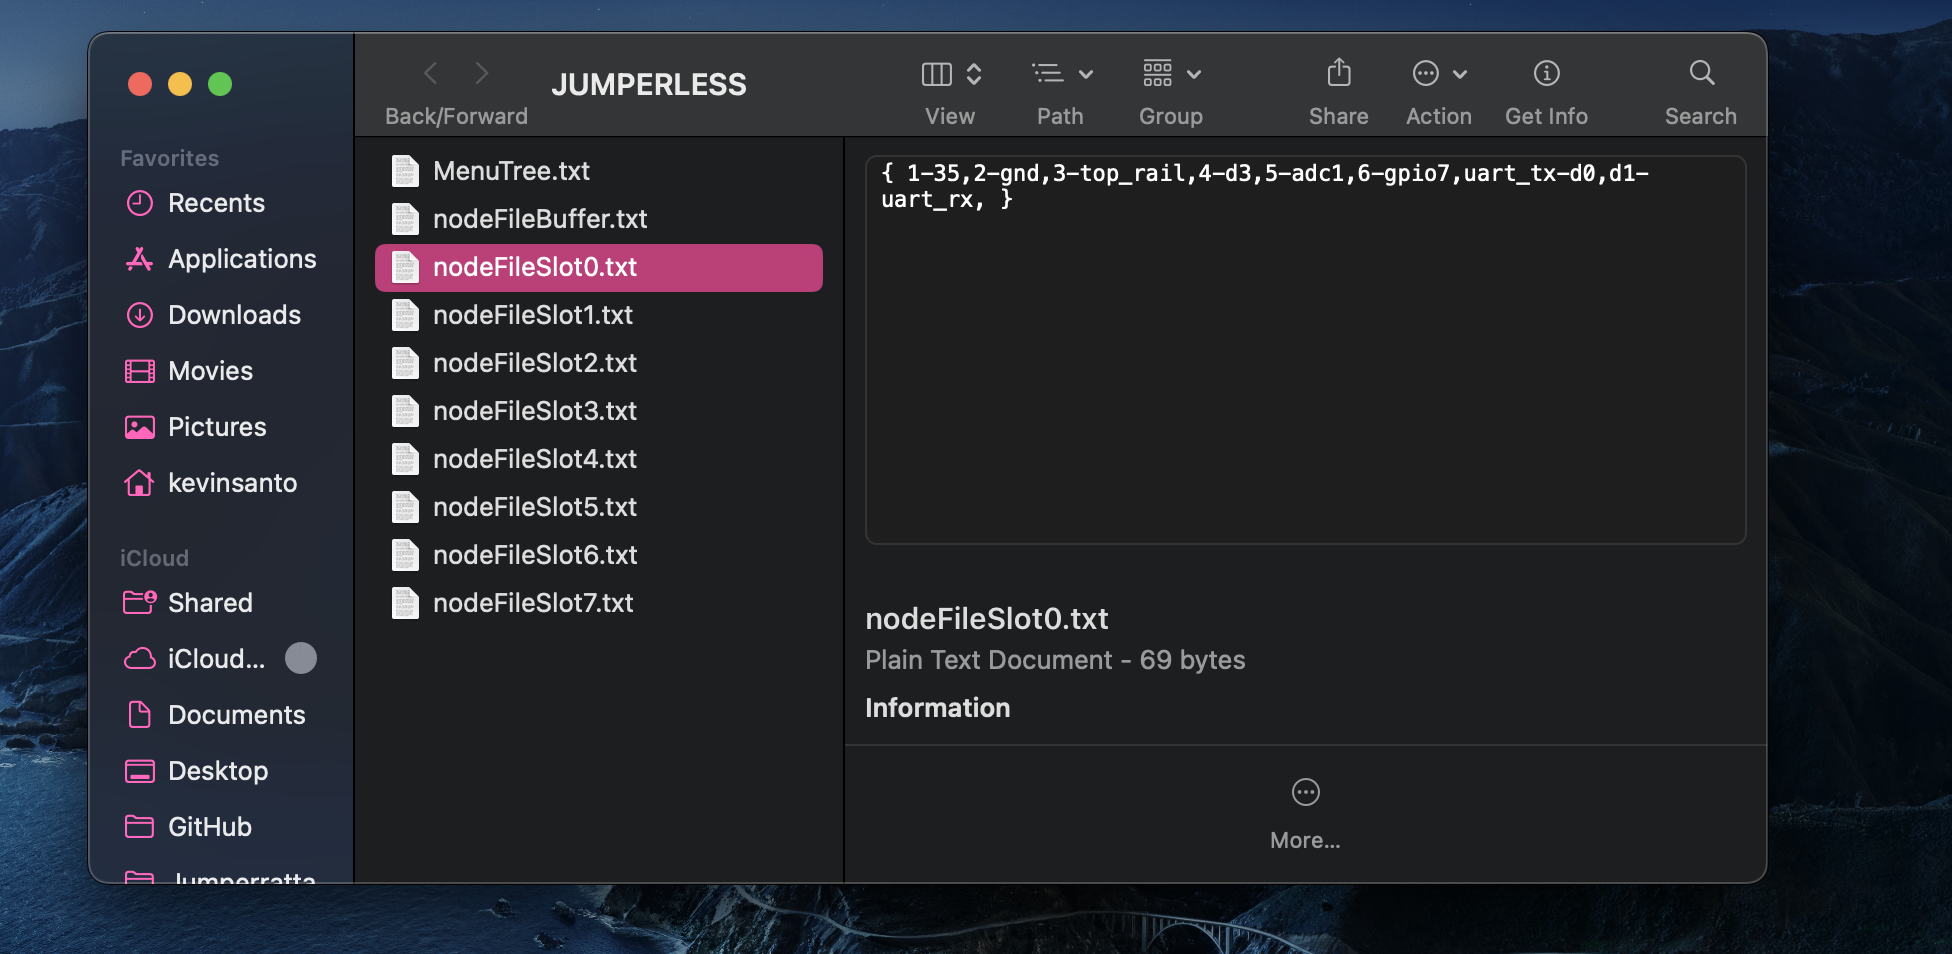 JUMPERLESS
Back/Forward
View
Path
Group
Share
Action
Get Info
Search
Favorites
Recents
Applications
Downloads
Movies
Pictures
kevinsanto
iCloud
Shared
iCloud...
Documents
Desktop
GitHub
Jumperratta
MenuTree.txt
nodeFileBuffer.txt
nodeFileSlot0.txt
nodeFileSlot1.txt
nodeFileSlot2.txt
nodeFileSlot3.txt
nodeFileSlot4.txt
nodeFileSlot5.txt
nodeFileSlot6.txt
nodeFileSlot7.txt
{ 1-35,2-gnd,3-top_rail,4-d3,5-adc1,6-gpio7,uart_tx-d0,d1-
uart_rx, }
nodeFileSlot0.txt
Plain Text Document - 69 bytes
Information
More...